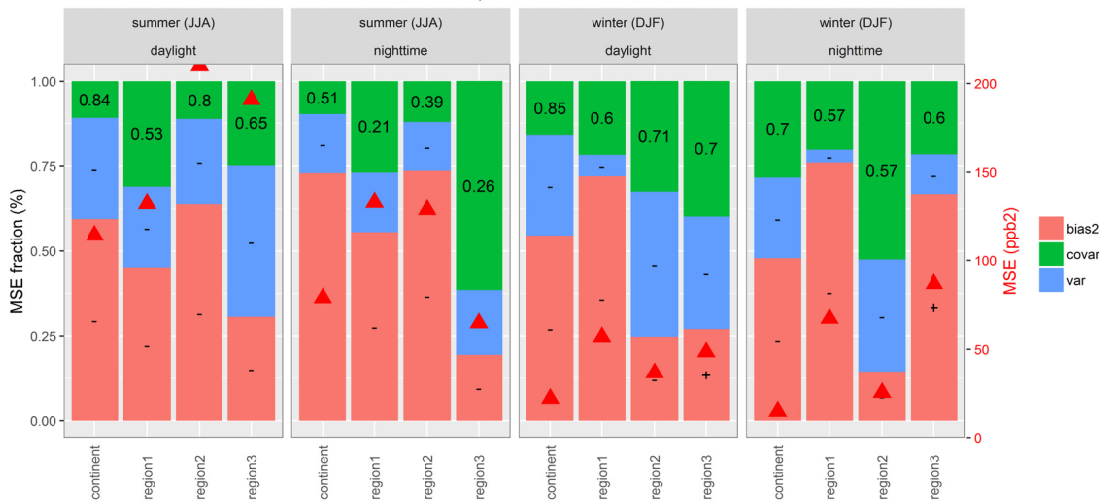 summer (JJA) summer (JJA) winter (DJF) winter (DJF)
daylight nighttime daylight nighttime
MSE fraction (%)
1.00
0.75
0.50
0.25
0.00
0.84 0.53 0.8 0.65
- - - -
- - - -
0.51 0.21 0.39 0.26
- - - -
- - - -
0.85 0.6 0.71 0.7
- - - -
- - - +
0.7 0.57 0.57 0.6
- - - -
- - - +
200
150
100
50
0
MSE (ppb2)
bias2
covar
var
continent region1 region2 region3
continent region1 region2 region3
continent region1 region2 region3
continent region1 region2 region3